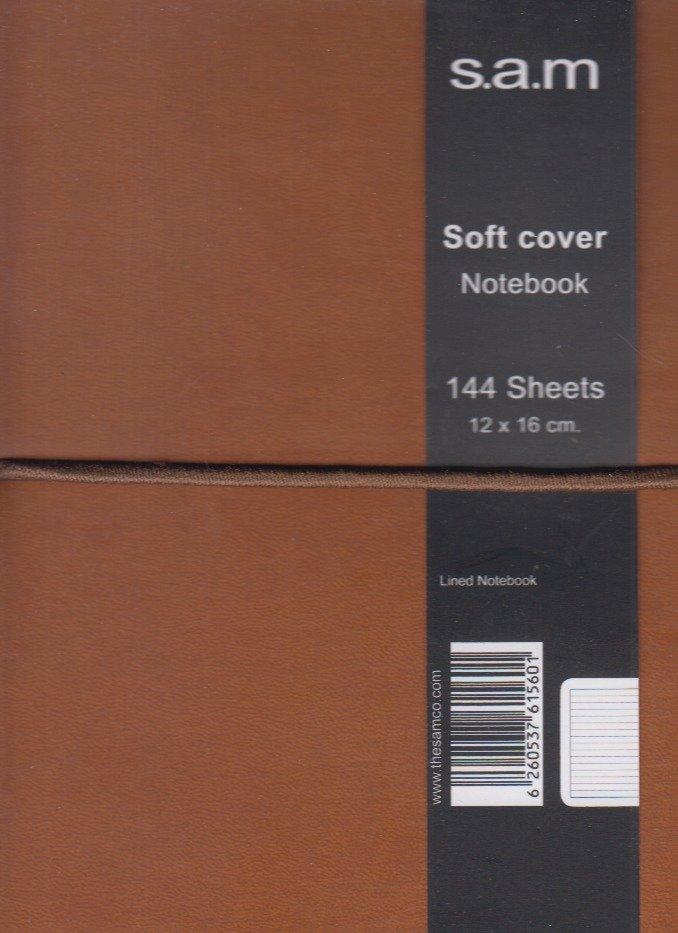 s.a.m
Soft cover
Notebook
144 Sheets
12 x 16 cm.
Lined Notebook
www.thesamco.com
6 260537 615601